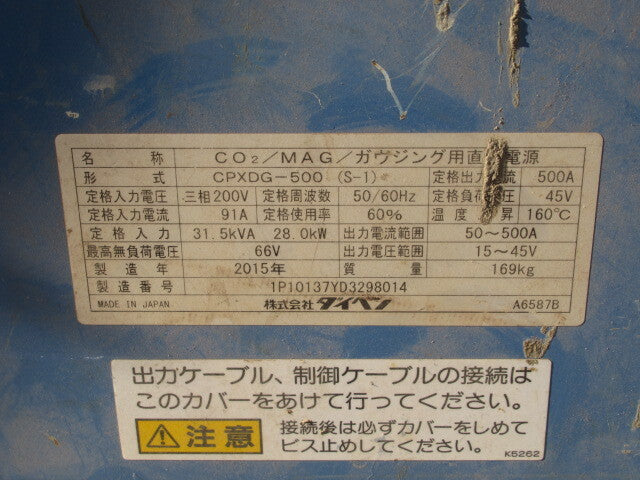 名称 CO2/MAG/ガウジング用直 電源
形式 CPXDG-500 (S-1) 定格出力 流 500A
定格入力電圧 三相200V 定格周波数 50/60Hz 定格負 圧 45V
定格入力電流 91A 定格使用率 60% 温度 昇 160℃
定格入力 31.5kVA 28.0kW 出力電流範囲 50〜500A
最高無負荷電圧 66V 出力電圧範囲 15〜45V
製造年 2015年 質量 169kg
製造番号 1P10137YD3298014
MADE IN JAPAN 株式会社 ダイヘン A6587B
出力ケーブル、制御ケーブルの接続は
このカバーをあけて行ってください。
注意 接続後は必ずカバーをしめて
ビス止めしてください。
K5262